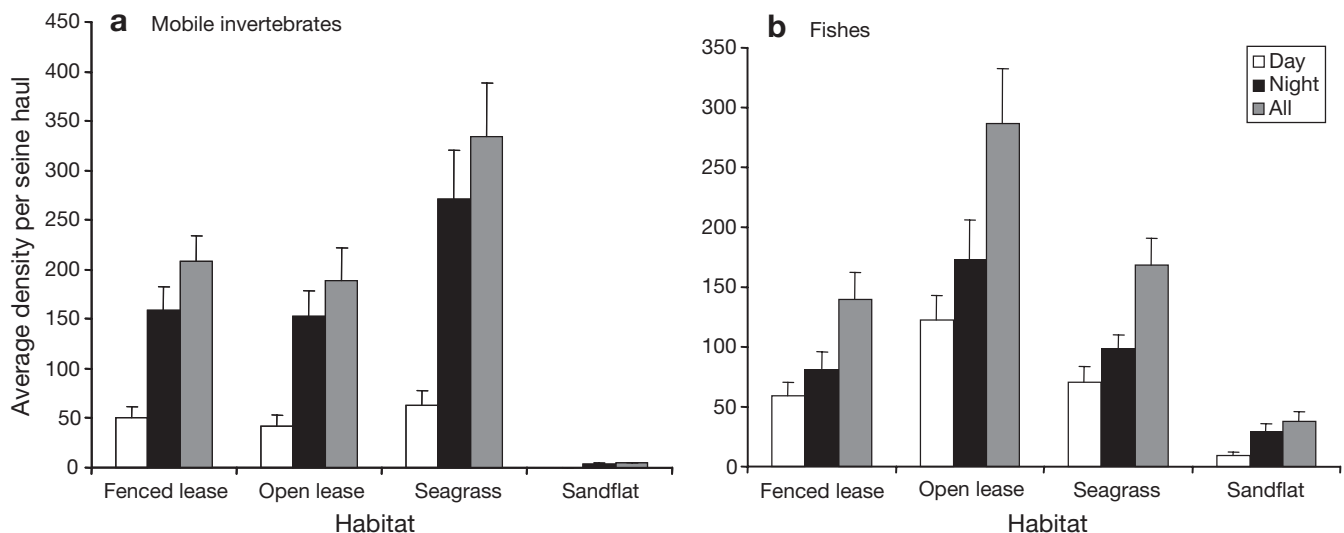 a Mobile invertebrates
Average density per seine haul
450
400
350
300
250
200
150
100
50
0
Fenced lease Open lease Seagrass Sandflat
Habitat
b Fishes
350
300
250
200
150
100
50
0
Day
Night
All
Fenced lease Open lease Seagrass Sandflat
Habitat